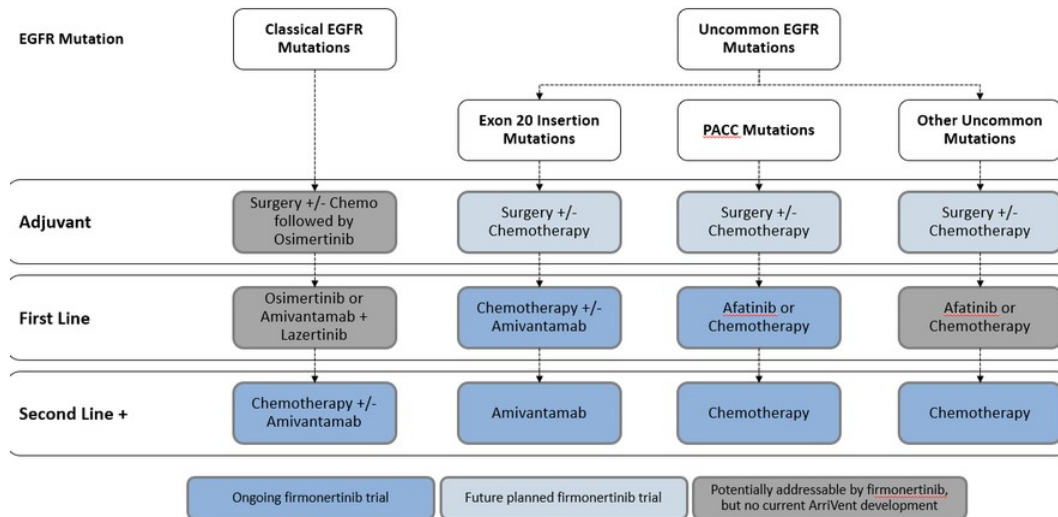 EGFR Mutation
Classical EGFR
Mutations
Uncommon EGFR
Mutations
Exon 20 Insertion
Mutations
PACC Mutations
Other Uncommon
Mutations
Adjuvant
Surgery +/- Chemo
followed by
Osimertinib
Surgery +/-
Chemotherapy
Surgery +/-
Chemotherapy
Surgery +/-
Chemotherapy
First Line
Osimertinib or
Amivantamab +
Lazertinib
Chemotherapy +/-
Amivantamab
Afatinib or
Chemotherapy
Afatinib or
Chemotherapy
Second Line +
Chemotherapy +/-
Amivantamab
Amivantamab
Chemotherapy
Chemotherapy
Ongoing firmonertinib trial
Future planned firmonertinib trial
Potentially addressable by firmonertinib,
but no current ArriVent development